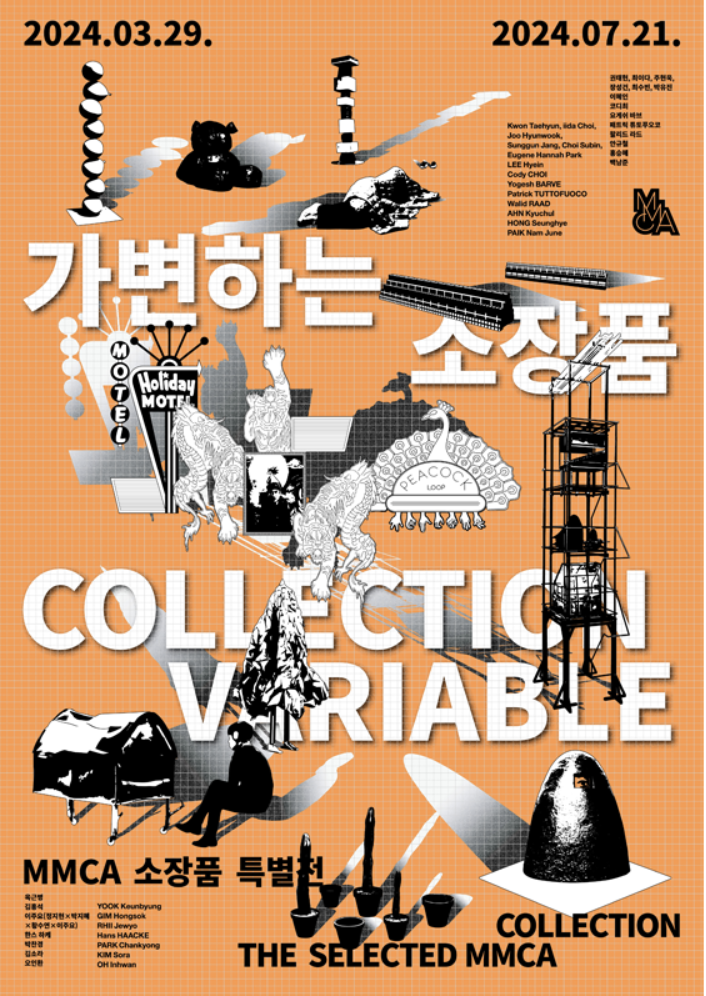 2024.03.29.
2024.07.21.
권태현, 최이다, 주현욱,
장성건, 최수빈, 박유진
이혜인
코디최
요게쉬 바브
패트릭 튜토푸오코
왈리드 라드
안규철
홍승혜
백남준
Kwon Taehyun, iida Choi,
Joo Hyunwook,
Sunggun Jang, Choi Subin,
Eugene Hannah Park
LEE Hyein
Cody CHOI
Yogesh BARVE
Patrick TUTTOFUOCO
Walid RAAD
AHN Kyuchul
HONG Seunghye
PAIK Nam June
MMCA
가변하는
소장품
MOTEL
Holiday
MOTEL
PEACOCK
LOOP
COLLECTION
VARIABLE
MMCA 소장품 특별전
육근병
김홍석
이주요(정지현×박지혜
×황수연×이주요)
한스 하케
박찬경
김소라
오인환
YOOK Keunbyung
GIM Hongsok
RHII Jewyo
Hans HAACKE
PARK Chankyong
KIM Sora
OH Inhwan
COLLECTION
THE SELECTED MMCA